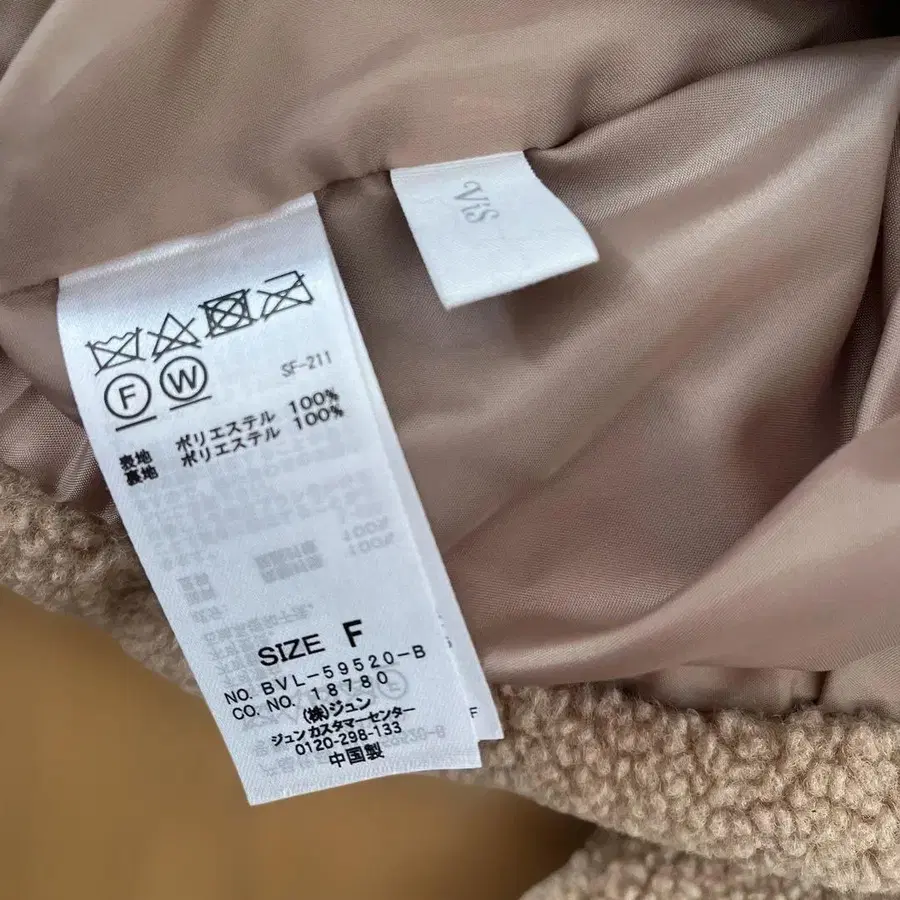 ViS
F W
SF-211
表地 ポリエステル 100%
裏地 ポリエステル 100%
SIZE F
NO. BVL-59520-B
CO. NO. 18780
(株)ジュン
ジュン カスタマーセンター
0120-298-133
中国製
F